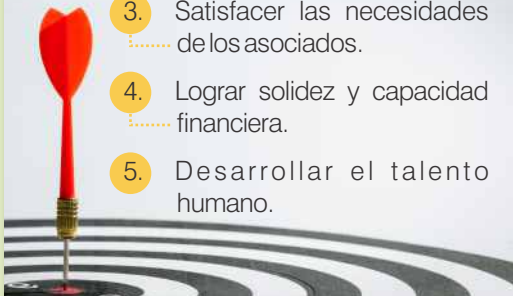 3. Satisfacer las necesidades
de los asociados.
4. Lograr solidez y capacidad
financiera.
5. Desarrollar el talento
humano.